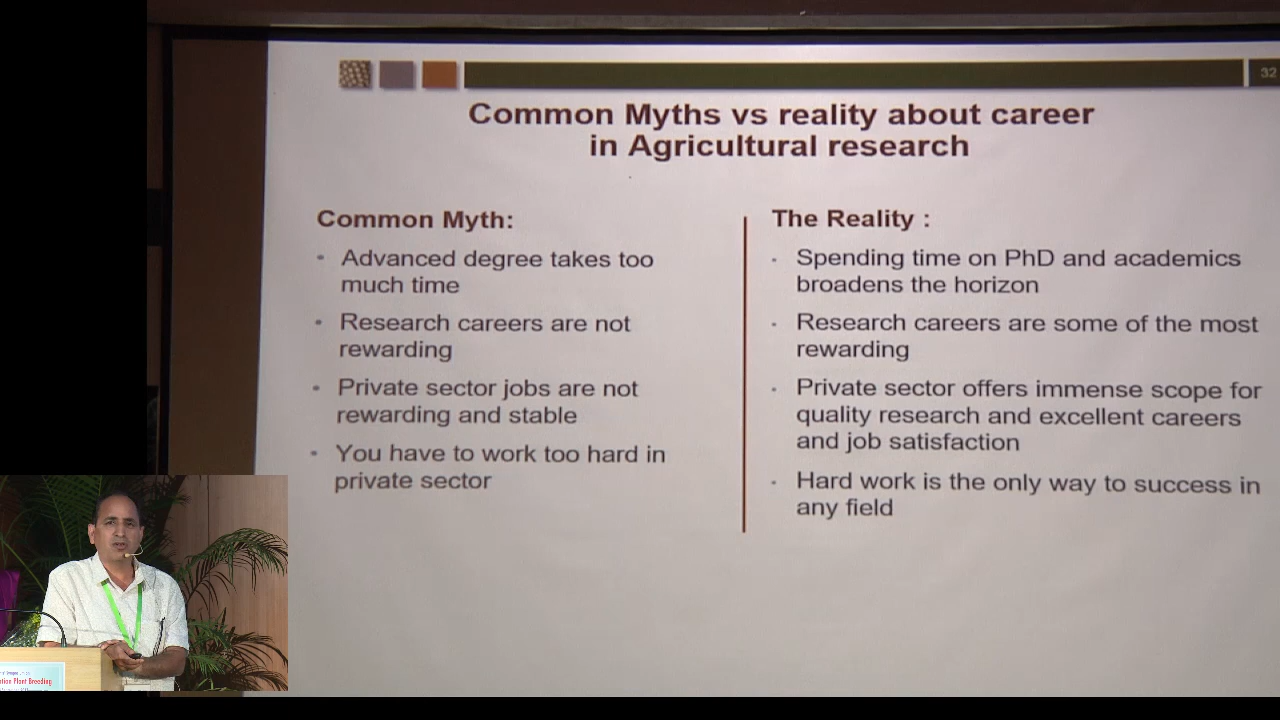 32
Common Myths vs reality about career
in Agricultural research
Common Myth:
• Advanced degree takes too
much time
• Research careers are not
rewarding
• Private sector jobs are not
rewarding and stable
• You have to work too hard in
private sector
The Reality :
• Spending time on PhD and academics
broadens the horizon
• Research careers are some of the most
rewarding
• Private sector offers immense scope for
quality research and excellent careers
and job satisfaction
• Hard work is the only way to success in
any field
Plant Breeding